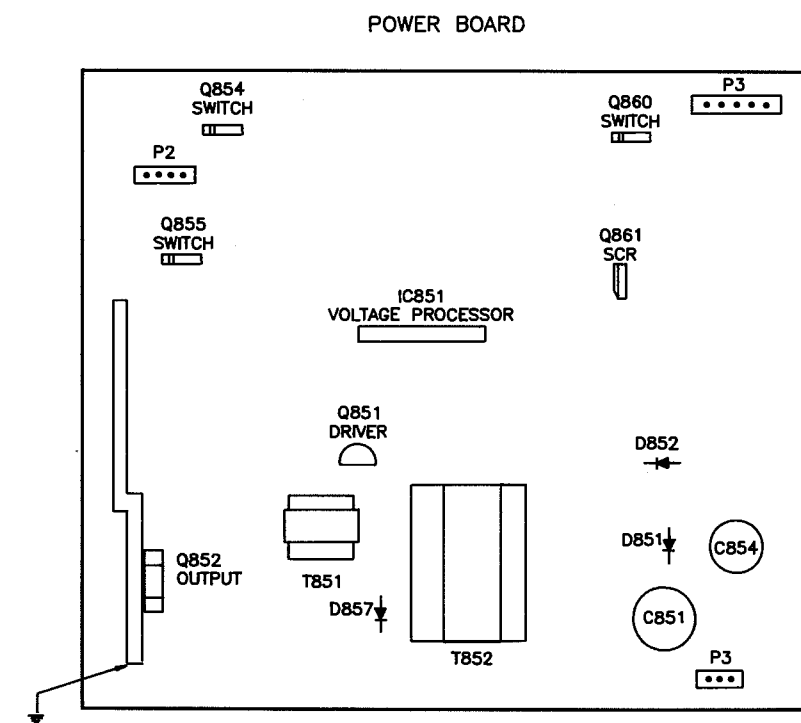 POWER BOARD
Q854
SWITCH
P3
Q860
SWITCH
P2
Q855
SWITCH
Q861
SCR
IC851
VOLTAGE PROCESSOR
Q851
DRIVER
D852
D851
C854
Q852
OUTPUT
T851
D857
C851
T852
P3